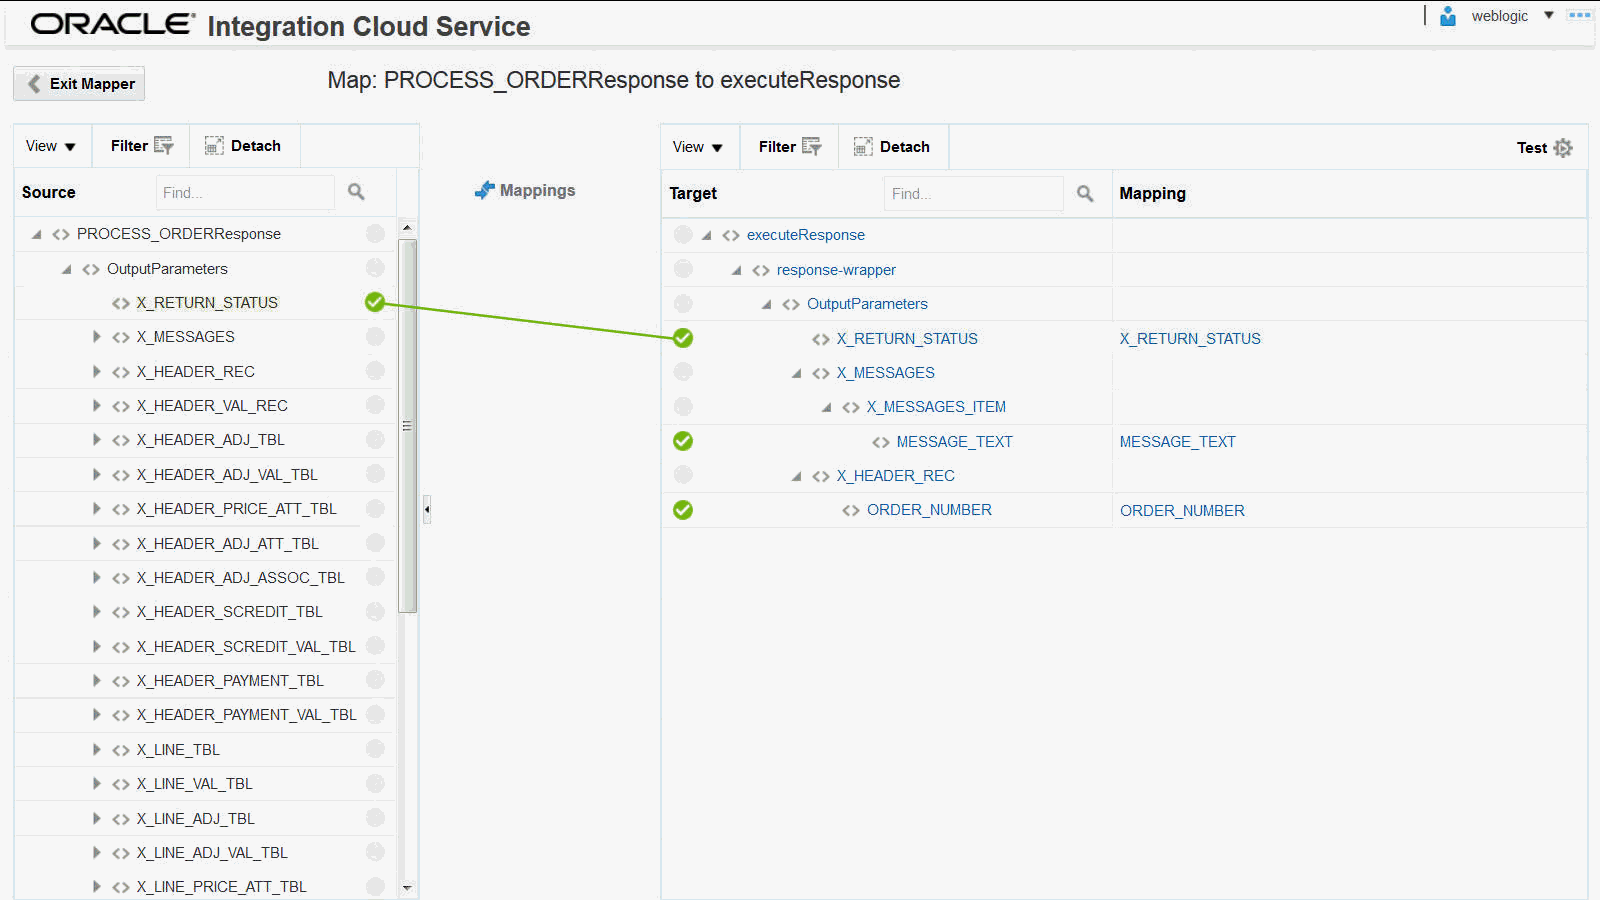 ORACLE® Integration Cloud Service
weblogic
Exit Mapper
Map: PROCESS_ORDERResponse to executeResponse
View Filter Detach
Source Find...
PROCESS_ORDERResponse
OutputParameters
X_RETURN_STATUS
X_MESSAGES
X_HEADER_REC
X_HEADER_VAL_REC
X_HEADER_ADJ_TBL
X_HEADER_ADJ_VAL_TBL
X_HEADER_PRICE_ATT_TBL
X_HEADER_ADJ_ATT_TBL
X_HEADER_ADJ_ASSOC_TBL
X_HEADER_SCREDIT_TBL
X_HEADER_SCREDIT_VAL_TBL
X_HEADER_PAYMENT_TBL
X_HEADER_PAYMENT_VAL_TBL
X_LINE_TBL
X_LINE_VAL_TBL
X_LINE_ADJ_TBL
X_LINE_ADJ_VAL_TBL
X_LINE_PRICE_ATT_TBL
Mappings
View Filter Detach Test
Target Find... Mapping
executeResponse
response-wrapper
OutputParameters
X_RETURN_STATUS X_RETURN_STATUS
X_MESSAGES
X_MESSAGES_ITEM
MESSAGE_TEXT MESSAGE_TEXT
X_HEADER_REC
ORDER_NUMBER ORDER_NUMBER